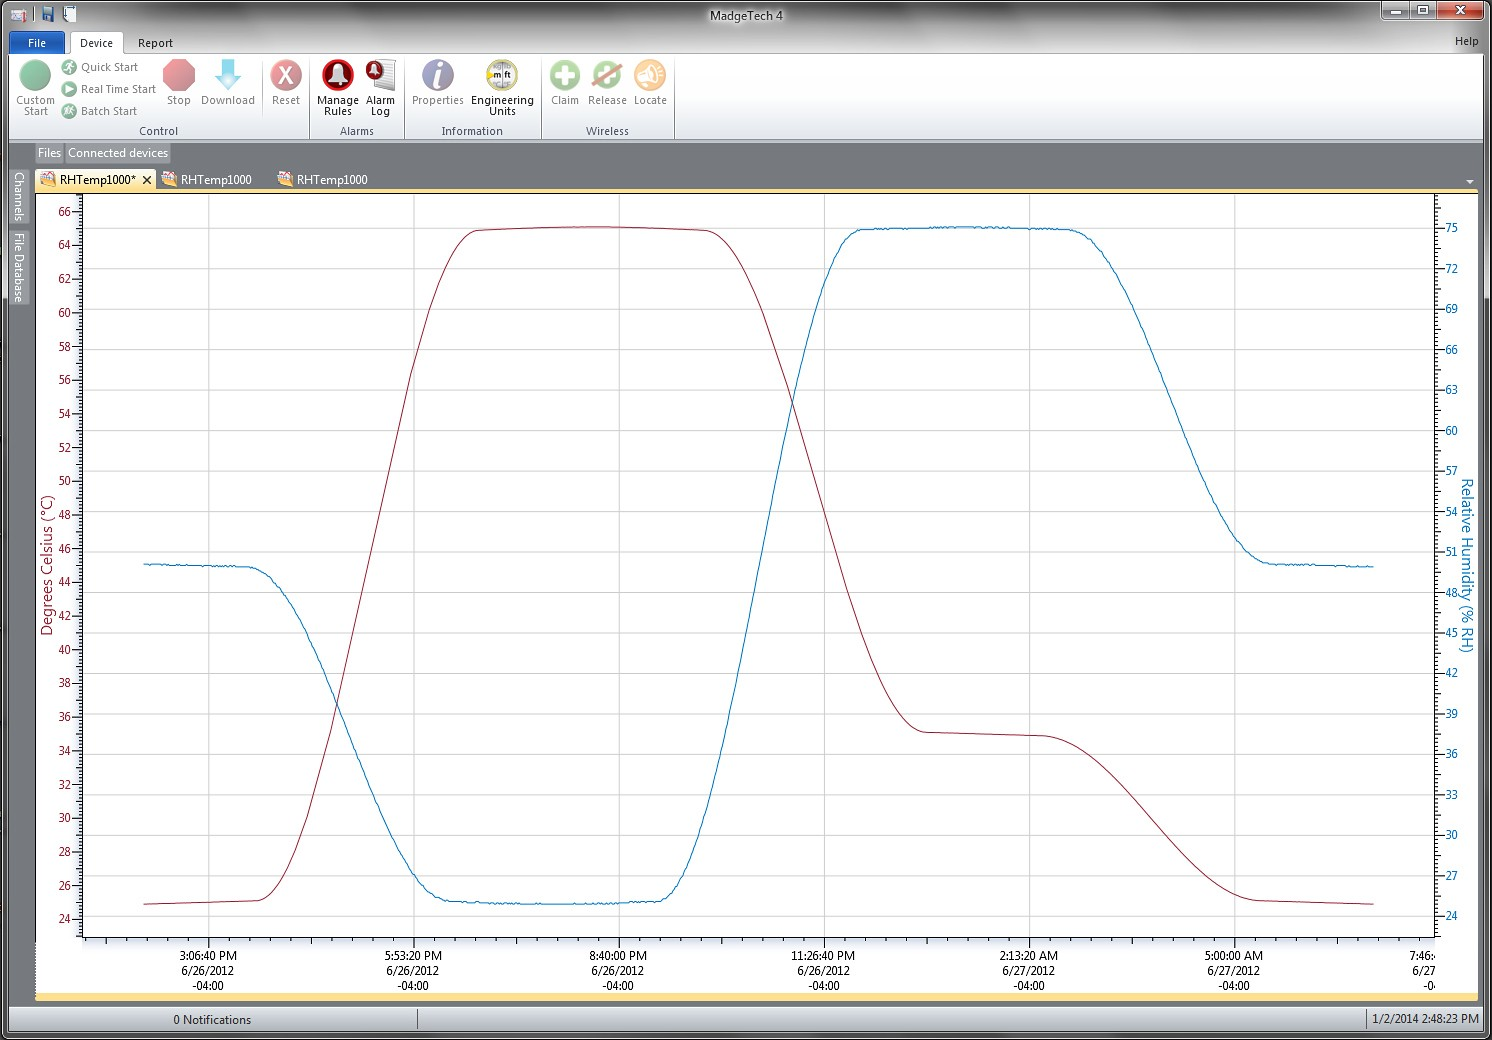 MadgeTech 4
File
Device
Report
Help
Custom
Start
Quick Start
Real Time Start
Batch Start
Stop
Download
Reset
Manage
Rules
Alarm
Log
Properties
Engineering
Units
m ft
Claim
Release
Locate
Control
Alarms
Information
Wireless
Files
Connected devices
Channels
File Database
RHTemp1000*
RHTemp1000
RHTemp1000
Degrees Celsius (°C)
66
64
62
60
58
56
54
52
50
48
46
44
42
40
38
36
34
32
30
28
26
24
75
72
69
66
63
60
57
54
51
48
45
42
39
36
33
30
27
24
Relative Humidity (% RH)
3:06:40 PM
6/26/2012
-04:00
5:53:20 PM
6/26/2012
-04:00
8:40:00 PM
6/26/2012
-04:00
11:26:40 PM
6/26/2012
-04:00
2:13:20 AM
6/27/2012
-04:00
5:00:00 AM
6/27/2012
-04:00
7:46:
6/27
-0
0 Notifications
1/2/2014 2:48:23 PM